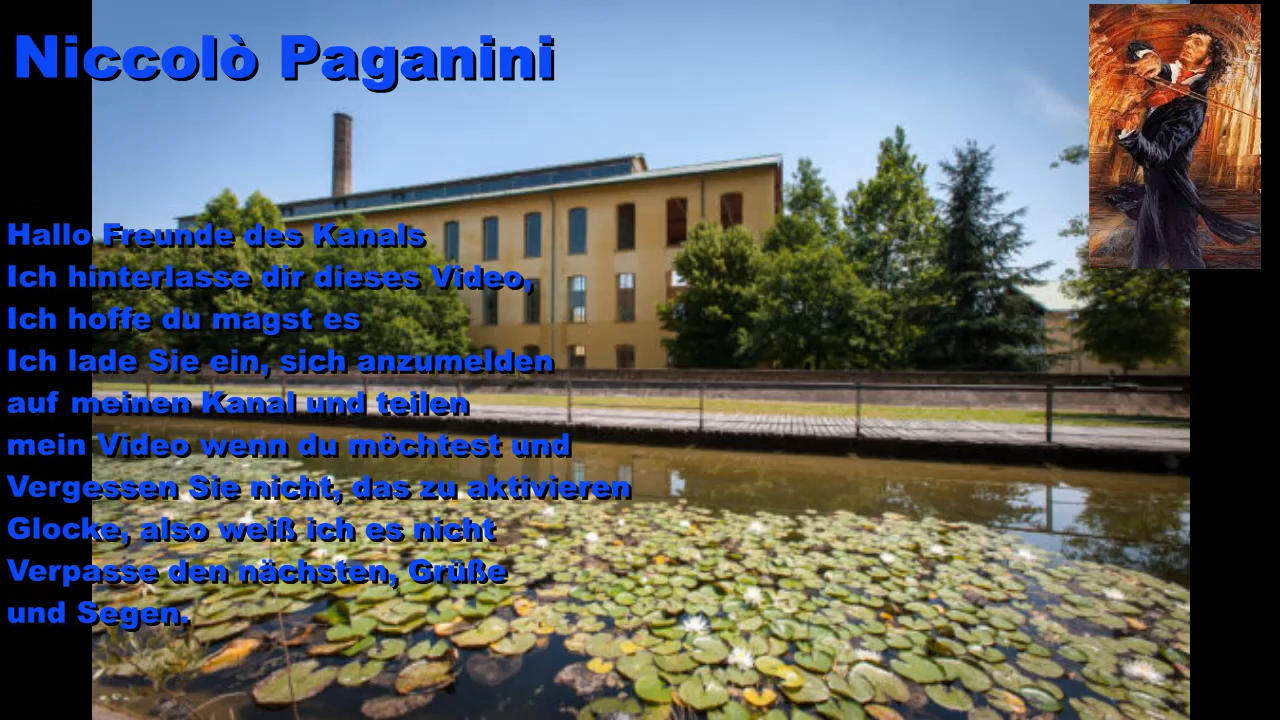 Niccolò Paganini
Hallo Freunde des Kanals
Ich hinterlasse dir dieses Video,
Ich hoffe du magst es
Ich lade Sie ein, sich anzumelden
auf meinen Kanal und teilen
mein Video wenn du möchtest und
Vergessen Sie nicht, das zu aktivieren
Glocke, also weiß ich es nicht
Verpasse den nächsten, Grüße
und Segen.